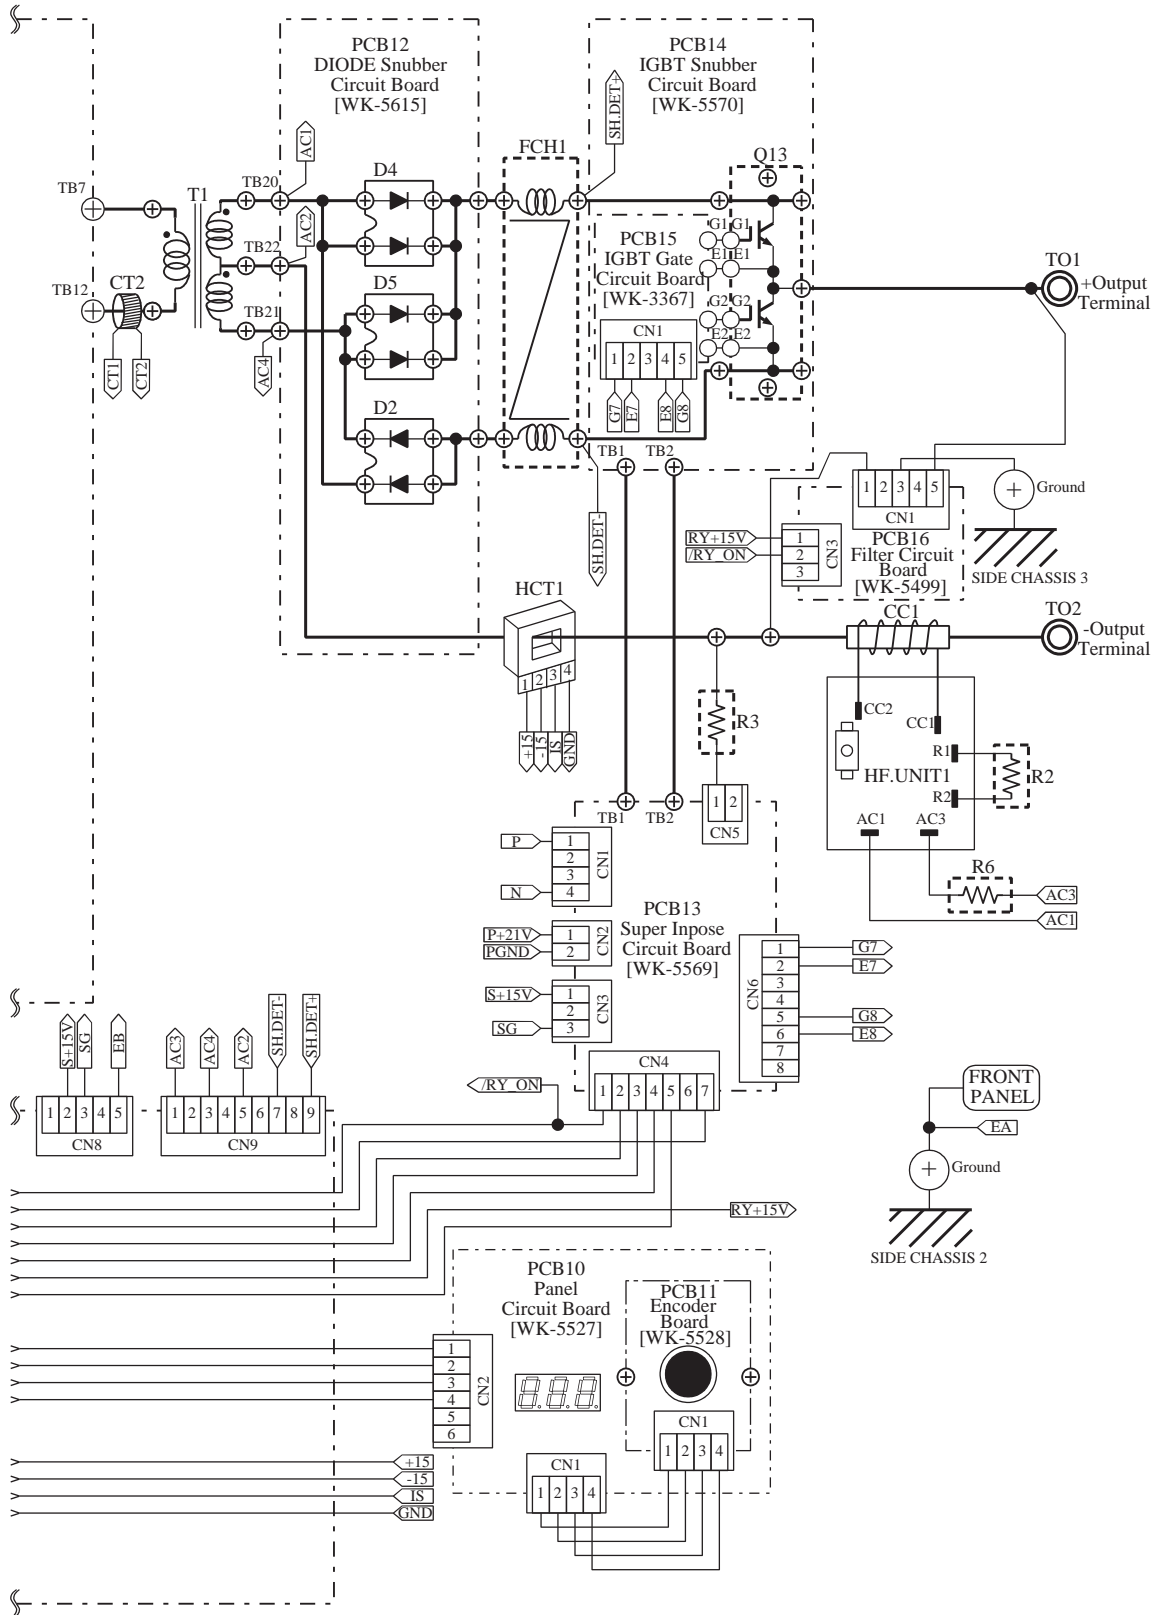 PCB12
DIODE Snubber
Circuit Board
[WK-5615]
PCB14
IGBT Snubber
Circuit Board
[WK-5570]
SH.DET+
AC1
FCH1
Q13
TB7
T1
TB20
D4
AC2
TB22
G1 G1
E1 E1
PCB15
IGBT Gate
Circuit Board
[WK-3367]
TO1
+Output
Terminal
CT2
TB12
TB21
D5
G2 G2
E2 E2
CN1
1 2 3 4 5
CT1
CT2
AC4
G7
E7
E8
G8
D2
TB1
TB2
1 2 3 4 5
CN1
Ground
SH.DET-
RY+15V
/RY_ON
1
2
3
CN3
PCB16
Filter Circuit
Board
[WK-5499]
SIDE CHASSIS 3
HCT1
CC1
TO2
-Output
Terminal
1 2 3 4
+15
-15
IS
GND
R3
CC2
CC1
R1
HF.UNIT1
R2
R2
AC1
AC3
TB1
TB2
1 2
CN5
P
N
1
2
3
4
CN1
R6
AC3
AC1
PCB13
Super Inpose
Circuit Board
[WK-5569]
P+21V
PGND
1
2
CN2
S+15V
SG
1
2
3
CN3
CN6
1
2
3
4
5
6
7
8
G7
E7
G8
E8
S+15V
SG
EB
AC3
AC4
AC2
SH.DET-
SH.DET+
CN4
1 2 3 4 5 6 7
/RY_ON
FRONT
PANEL
EA
1 2 3 4 5
CN8
1 2 3 4 5 6 7 8 9
CN9
Ground
RY+15V
SIDE CHASSIS 2
PCB10
Panel
Circuit Board
[WK-5527]
PCB11
Encoder
Board
[WK-5528]
1
2
3
4
5
6
CN2
8.8.8.
CN1
1 2 3 4
CN1
1 2 3 4
+15
-15
IS
GND